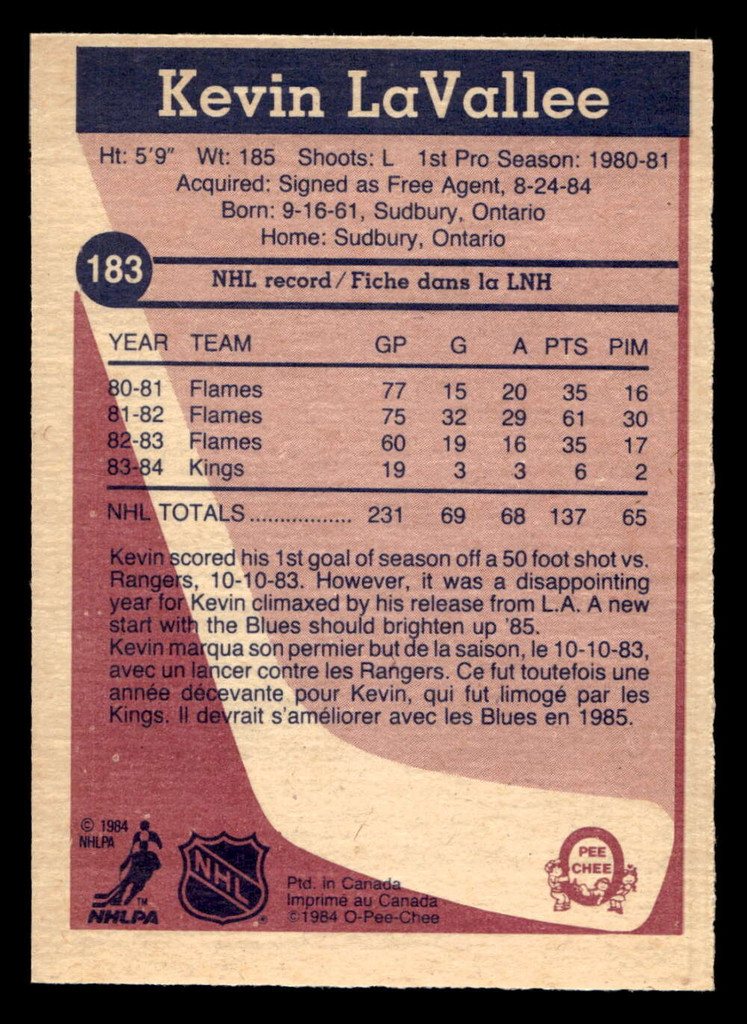 Kevin LaVallee
Ht: 5'9" Wt: 185 Shoots: L 1st Pro Season: 1980-81
Acquired: Signed as Free Agent, 8-24-84
Born: 9-16-61, Sudbury, Ontario
Home: Sudbury, Ontario
183
NHL record/Fiche dans la LNH
YEAR TEAM GP G A PTS PIM
80-81 Flames 77 15 20 35 16
81-82 Flames 75 32 29 61 30
82-83 Flames 60 19 16 35 17
83-84 Kings 19 3 3 6 2
NHL TOTALS................. 231 69 68 137 65
Kevin scored his 1st goal of season off a 50 foot shot vs.
Rangers, 10-10-83. However, it was a disappointing
year for Kevin climaxed by his release from L.A. A new
start with the Blues should brighten up '85.
Kevin marqua son permier but de la saison, le 10-10-83,
avec un lancer contre les Rangers. Ce fut toutefois une
année décevante pour Kevin, qui fut limogé par les
Kings. Il devrait s'améliorer avec les Blues en 1985.
© 1984
NHLPA
TM
NHLPA
NHL
®
Ptd. in Canada
Imprimé au Canada
©1984 O-Pee-Chee
PEE
CHEE